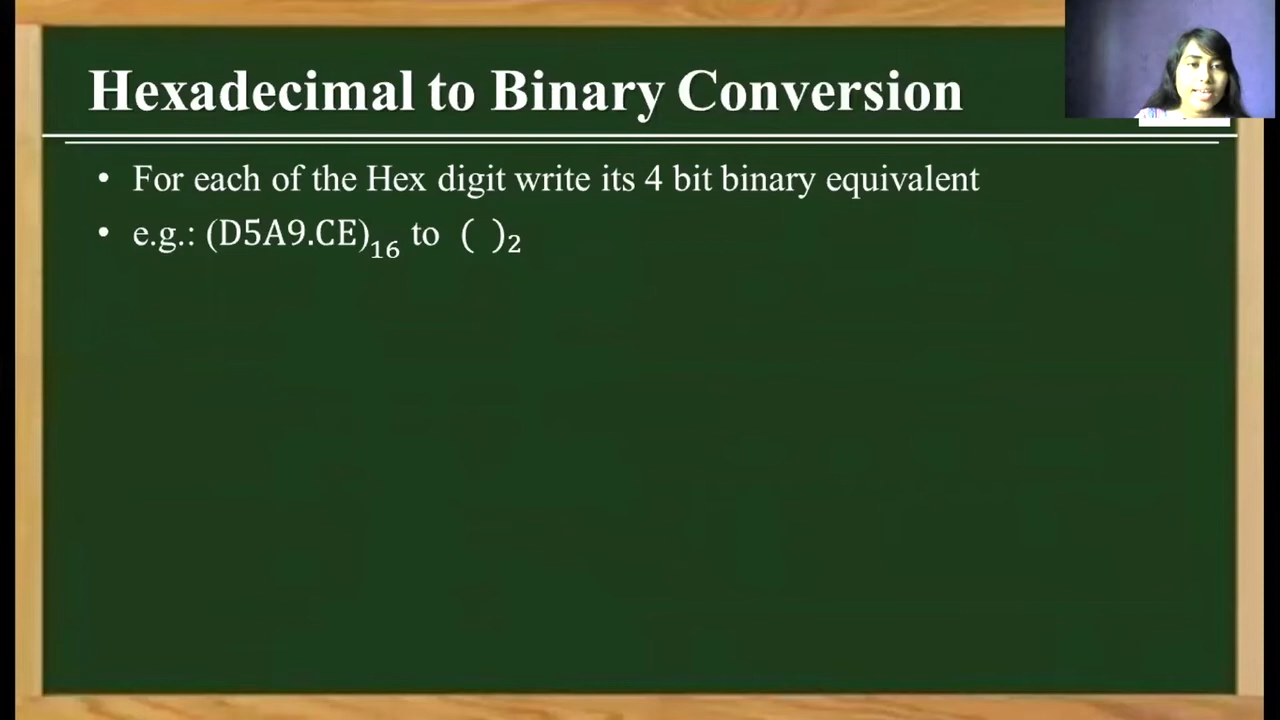 Hexadecimal to Binary Conversion
• For each of the Hex digit write its 4 bit binary equivalent
• e.g.: (D5A9.CE)₁₆ to ( )₂